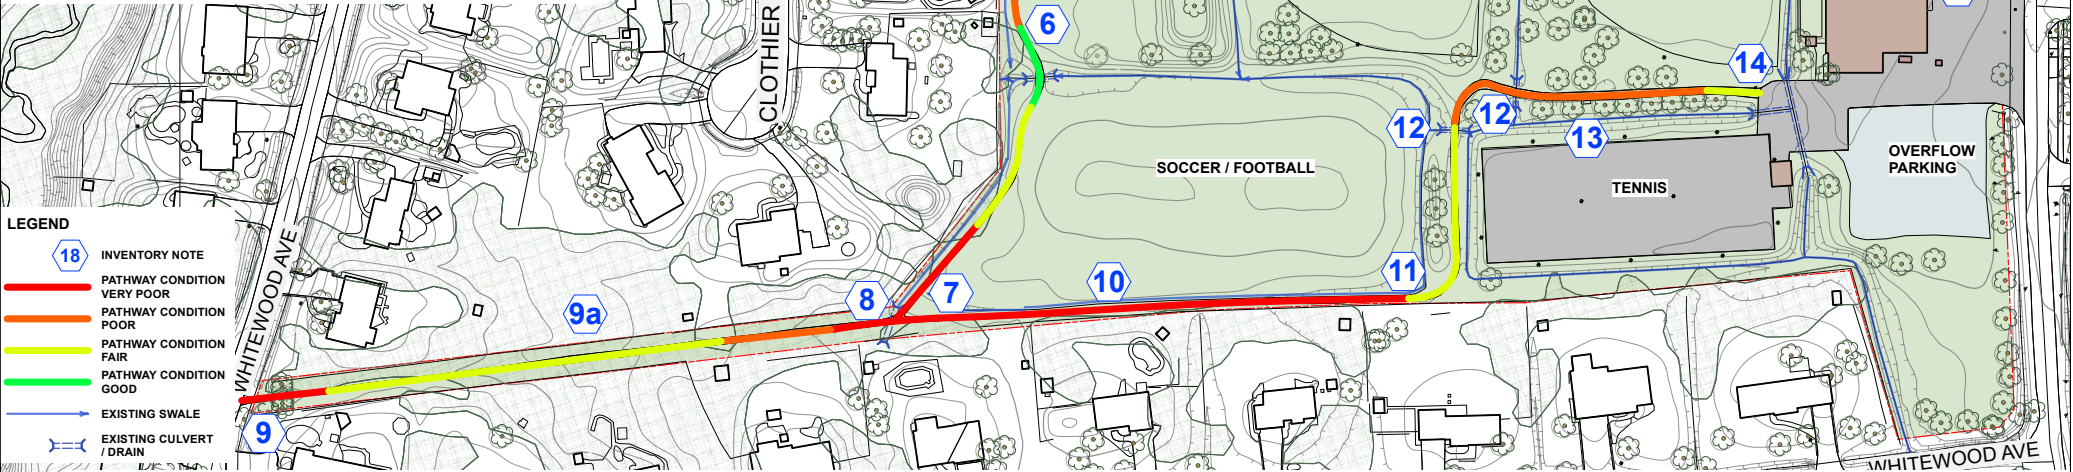 6
14
CLOTHIER
12
12
13
SOCCER / FOOTBALL
TENNIS
OVERFLOW
PARKING
LEGEND
18 INVENTORY NOTE
PATHWAY CONDITION
VERY POOR
PATHWAY CONDITION
POOR
PATHWAY CONDITION
FAIR
PATHWAY CONDITION
GOOD
EXISTING SWALE
EXISTING CULVERT
/ DRAIN
WHITEWOOD AVE
9a
8
7
10
11
9
WHITEWOOD AVE